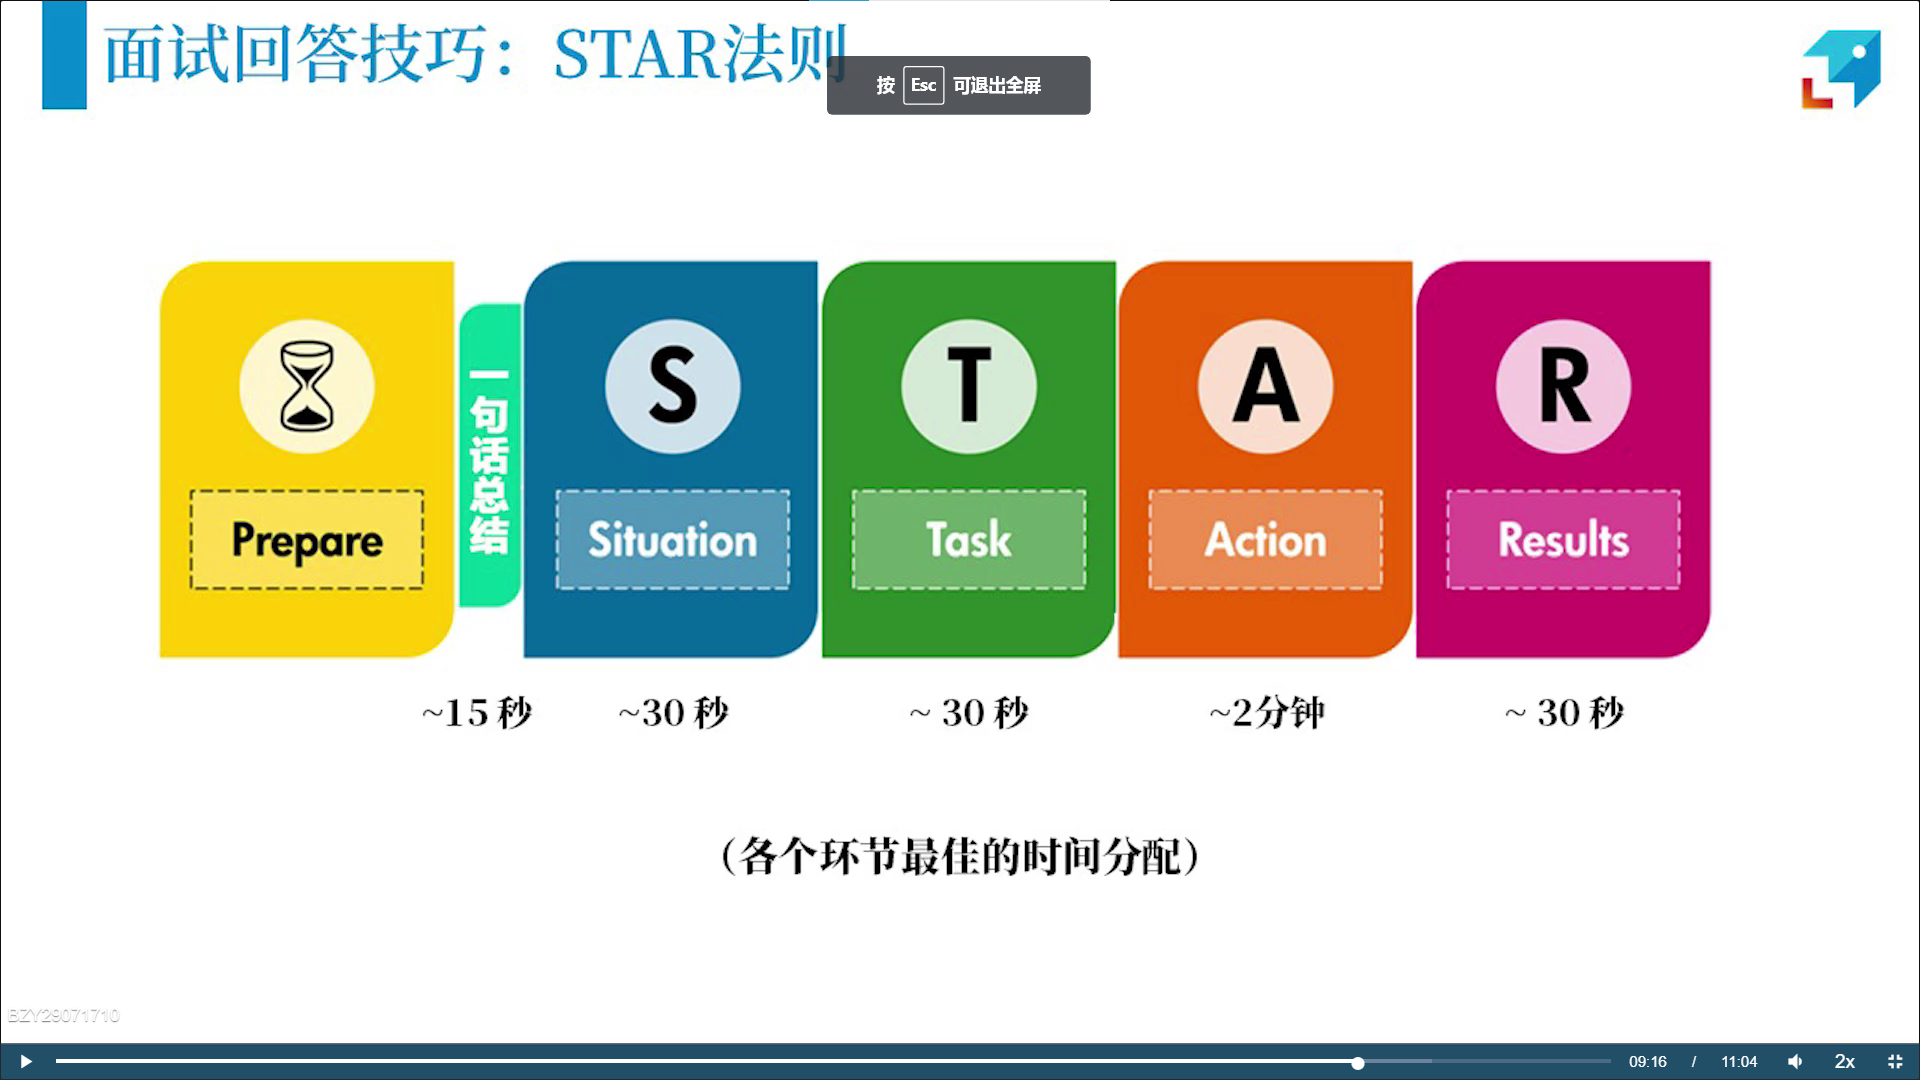 面试回答技巧：STAR法则
按 Esc 可退出全屏
一句话总结
S
T
A
R
Prepare
Situation
Task
Action
Results
~15 秒
~30 秒
~ 30 秒
~2分钟
~ 30 秒
（各个环节最佳的时间分配）
BZY29071710
09:16 / 11:04 2x